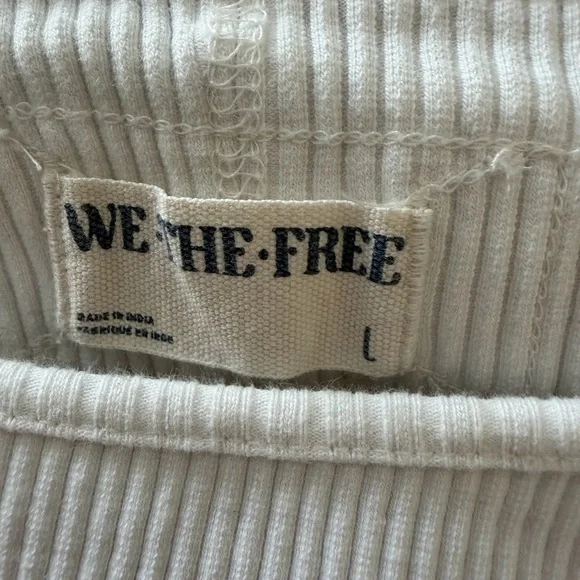 WE·THE·FREE
MADE IN INDIA
FABRIQUÉ EN INDE
L